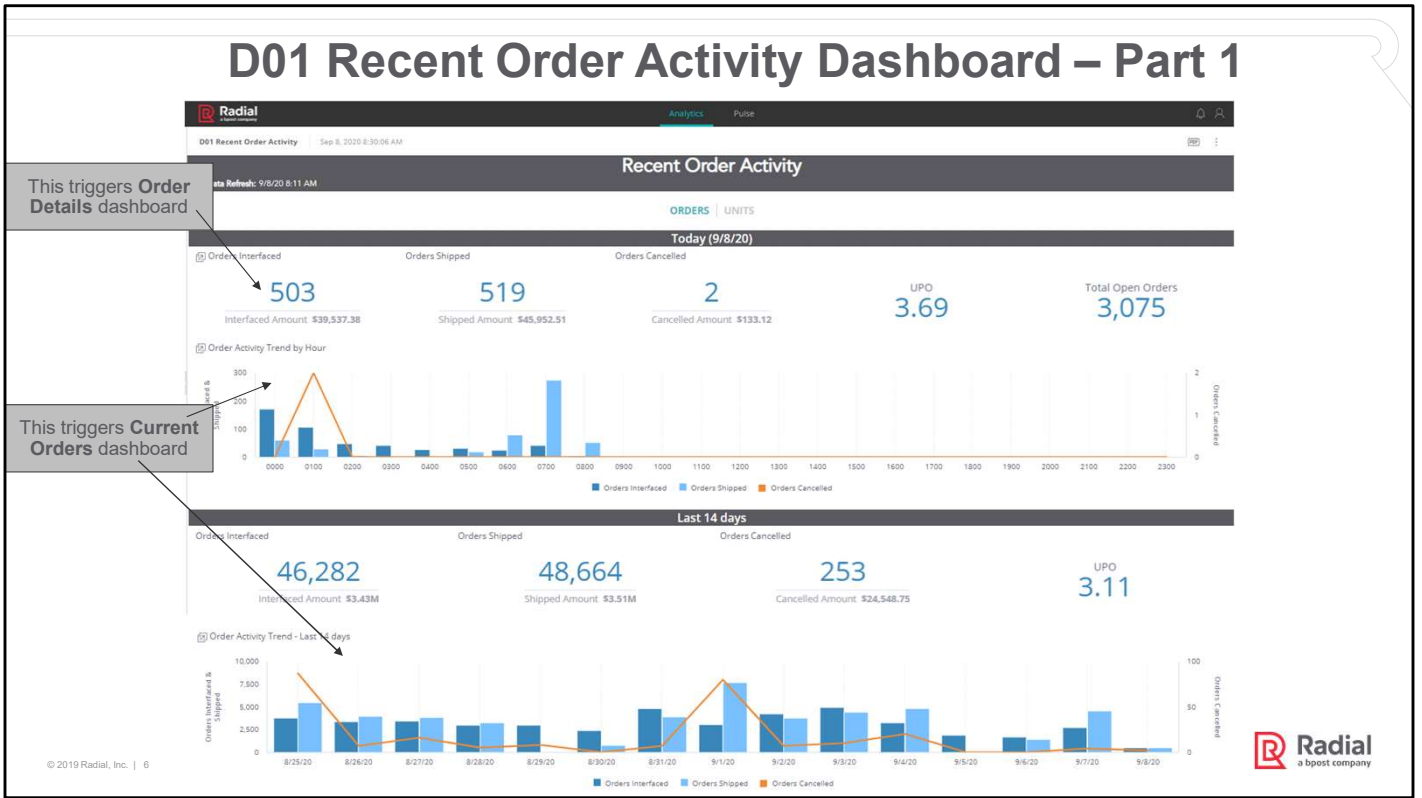 D01 Recent Order Activity Dashboard – Part 1
Radial
a bpost company
Analytics Pulse
D01 Recent Order Activity Sep 8, 2020 8:30:06 AM
PDF
Recent Order Activity
ata Refresh: 9/8/20 8:11 AM
This triggers Order
Details dashboard
ORDERS | UNITS
Today (9/8/20)
Orders Interfaced Orders Shipped Orders Cancelled
503 519 2 UPO 3.69 Total Open Orders 3,075
Interfaced Amount $39,537.38 Shipped Amount $45,952.51 Cancelled Amount $133.12
Order Activity Trend by Hour
300
200
100
0
aced &
Shipped
2
1
0
Orders Cancelled
This triggers Current
Orders dashboard
0000 0100 0200 0300 0400 0500 0600 0700 0800 0900 1000 1100 1200 1300 1400 1500 1600 1700 1800 1900 2000 2100 2200 2300
Orders Interfaced Orders Shipped Orders Cancelled
Last 14 days
Orders Interfaced Orders Shipped Orders Cancelled
46,282 48,664 253 UPO 3.11
Interfaced Amount $3.43M Shipped Amount $3.51M Cancelled Amount $24,548.75
Order Activity Trend - Last 14 days
10,000
7,500
5,000
2,500
0
Orders Interfaced &
Shipped
100
50
0
Orders Cancelled
8/25/20 8/26/20 8/27/20 8/28/20 8/29/20 8/30/20 8/31/20 9/1/20 9/2/20 9/3/20 9/4/20 9/5/20 9/6/20 9/7/20 9/8/20
Orders Interfaced Orders Shipped Orders Cancelled
© 2019 Radial, Inc. | 6
Radial
a bpost company